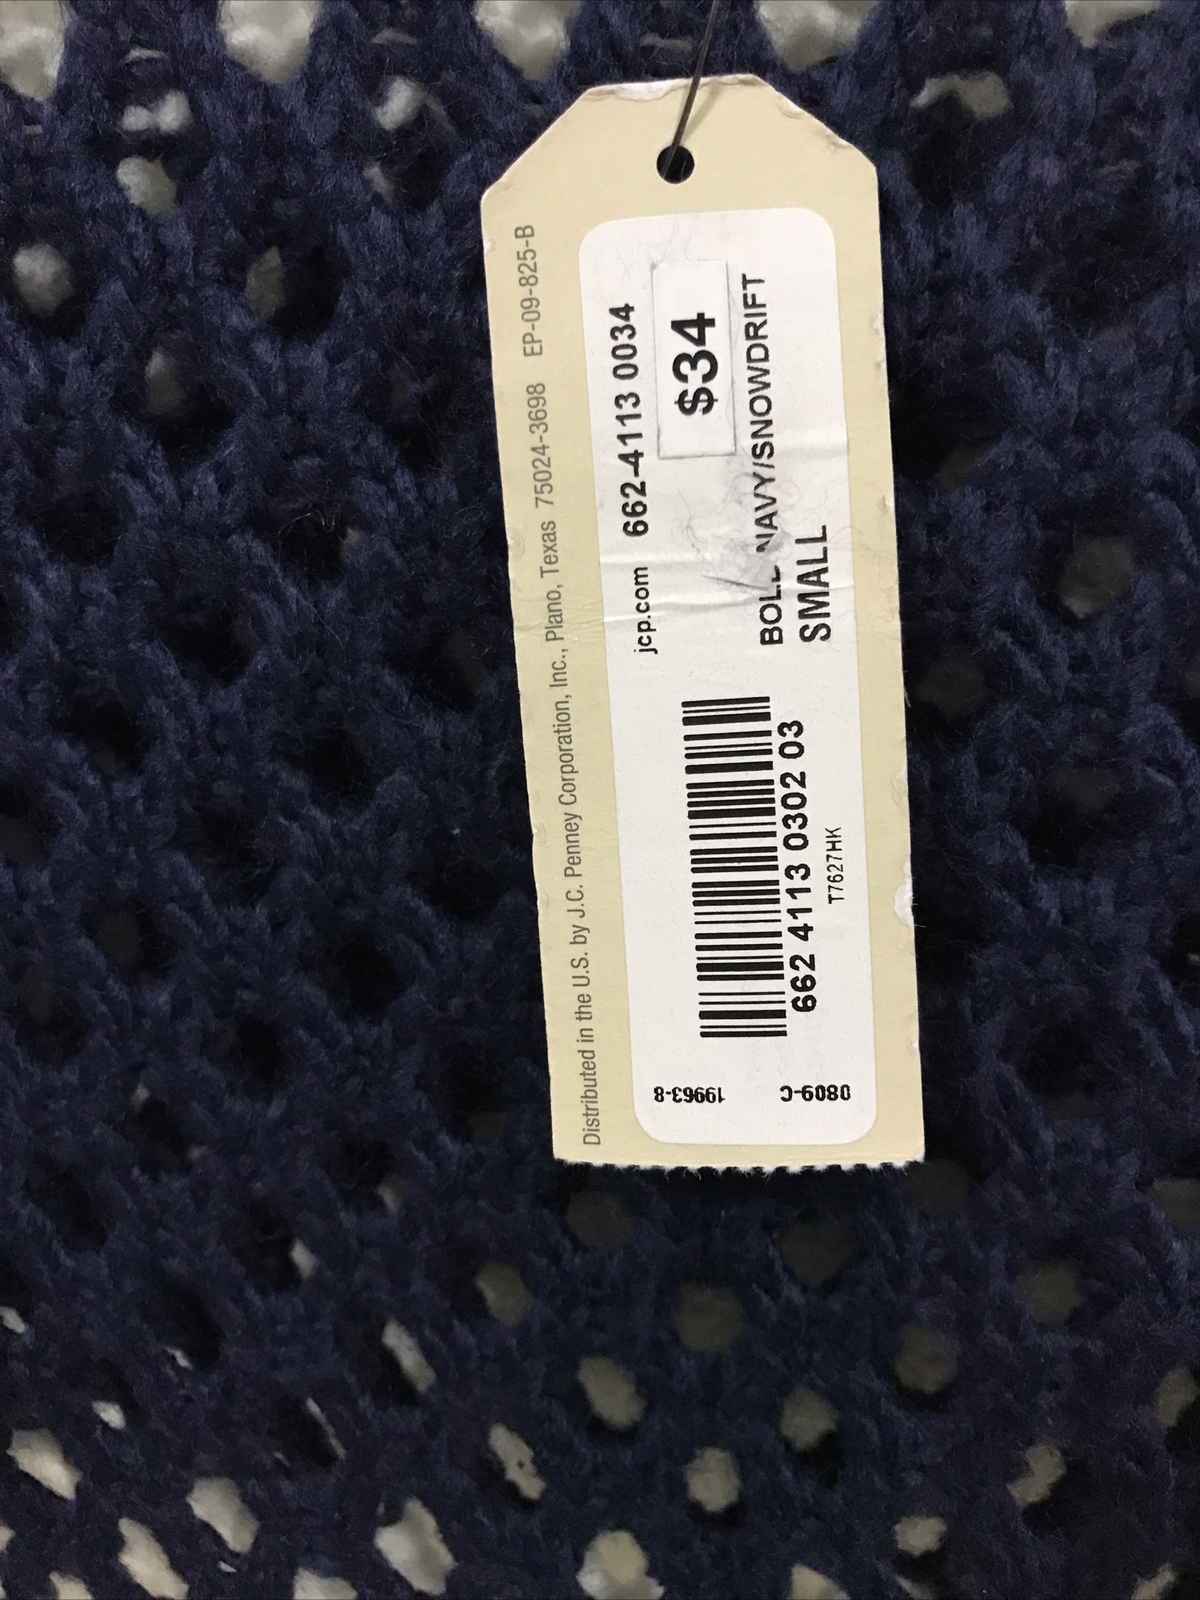 Distributed in the U.S. by J.C. Penney Corporation, Inc., Plano, Texas 75024-3698 EP-09-825-B
jcp.com 662-4113 0034
$34
NAVY/SNOWDRIFT
SMALL
662 4113 0302 03
T7627HK
19963-8
0809-C